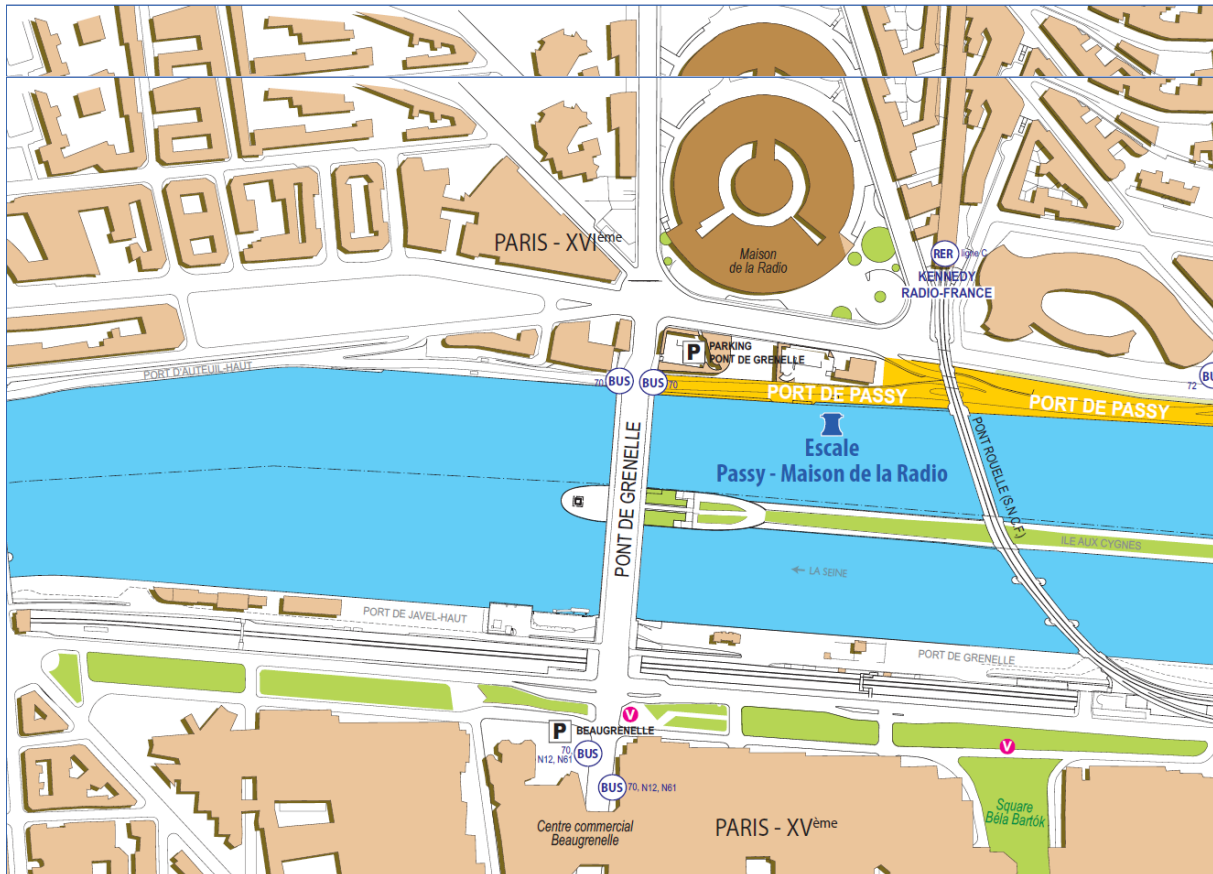 PARIS - XVIème
Maison
de la Radio
RER ligne C
KENNEDY
RADIO-FRANCE
P PARKING
PONT DE GRENELLE
PORT D'AUTEUIL-HAUT
70 BUS
BUS 70
72 BU
PORT DE PASSY
PORT DE PASSY
Escale
Passy - Maison de la Radio
PONT DE GRENELLE
PONT ROUELLE (S.N.C.F.)
ILE AUX CYGNES
← LA SEINE
PORT DE JAVEL-HAUT
PORT DE GRENELLE
V
P BEAUGRENELLE
70,
N12, N61 BUS
BUS 70, N12, N61
V
Centre commercial
Beaugrenelle
PARIS - XVème
Square
Béla Bartók